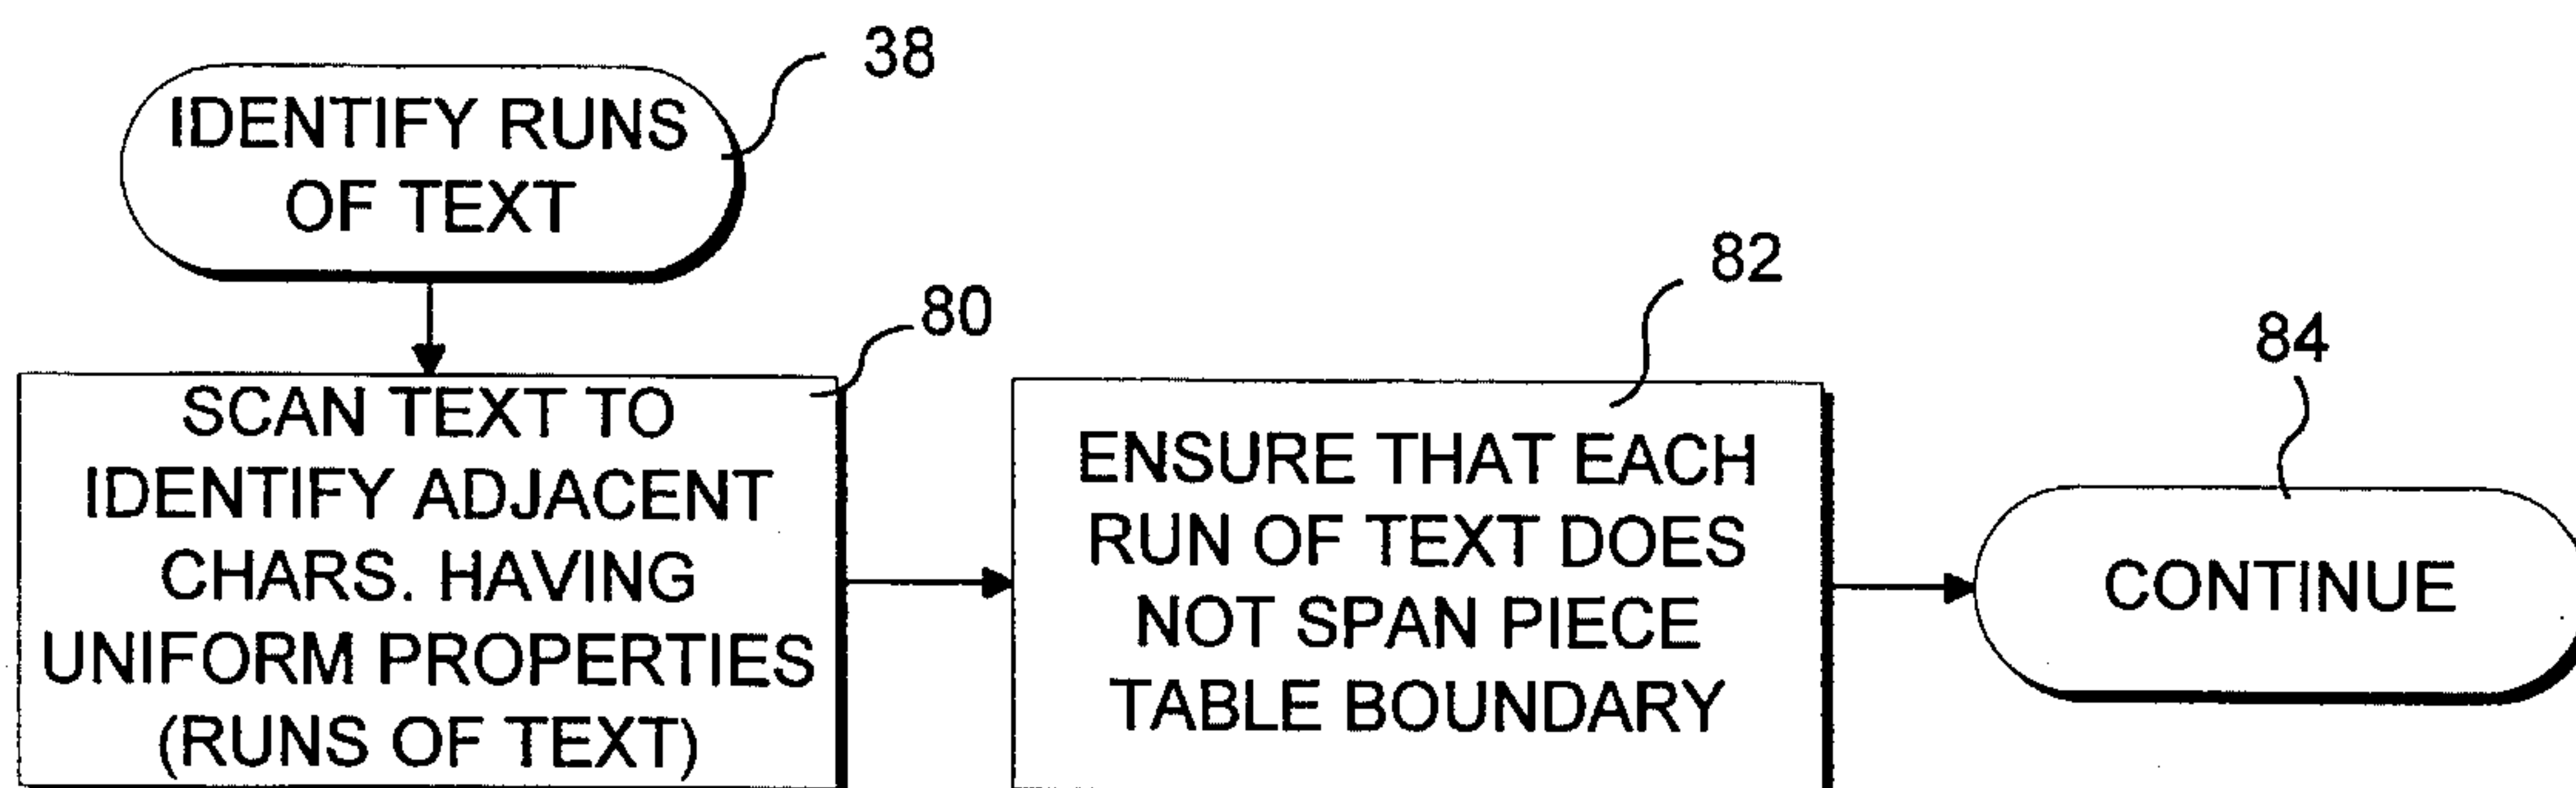 38
IDENTIFY RUNS
OF TEXT
80
SCAN TEXT TO
IDENTIFY ADJACENT
CHARS. HAVING
UNIFORM PROPERTIES
(RUNS OF TEXT)
82
ENSURE THAT EACH
RUN OF TEXT DOES
NOT SPAN PIECE
TABLE BOUNDARY
84
CONTINUE